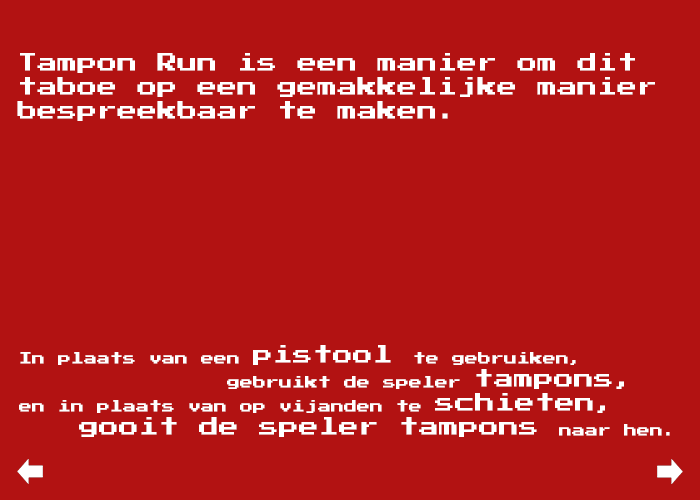 Tampon Run is een manier om dit
taboe op een gemakkelijke manier
bespreekbaar te maken.
In plaats van een pistool te gebruiken,
gebruikt de speler tampons,
en in plaats van op vijanden te schieten,
gooit de speler tampons naar hen.